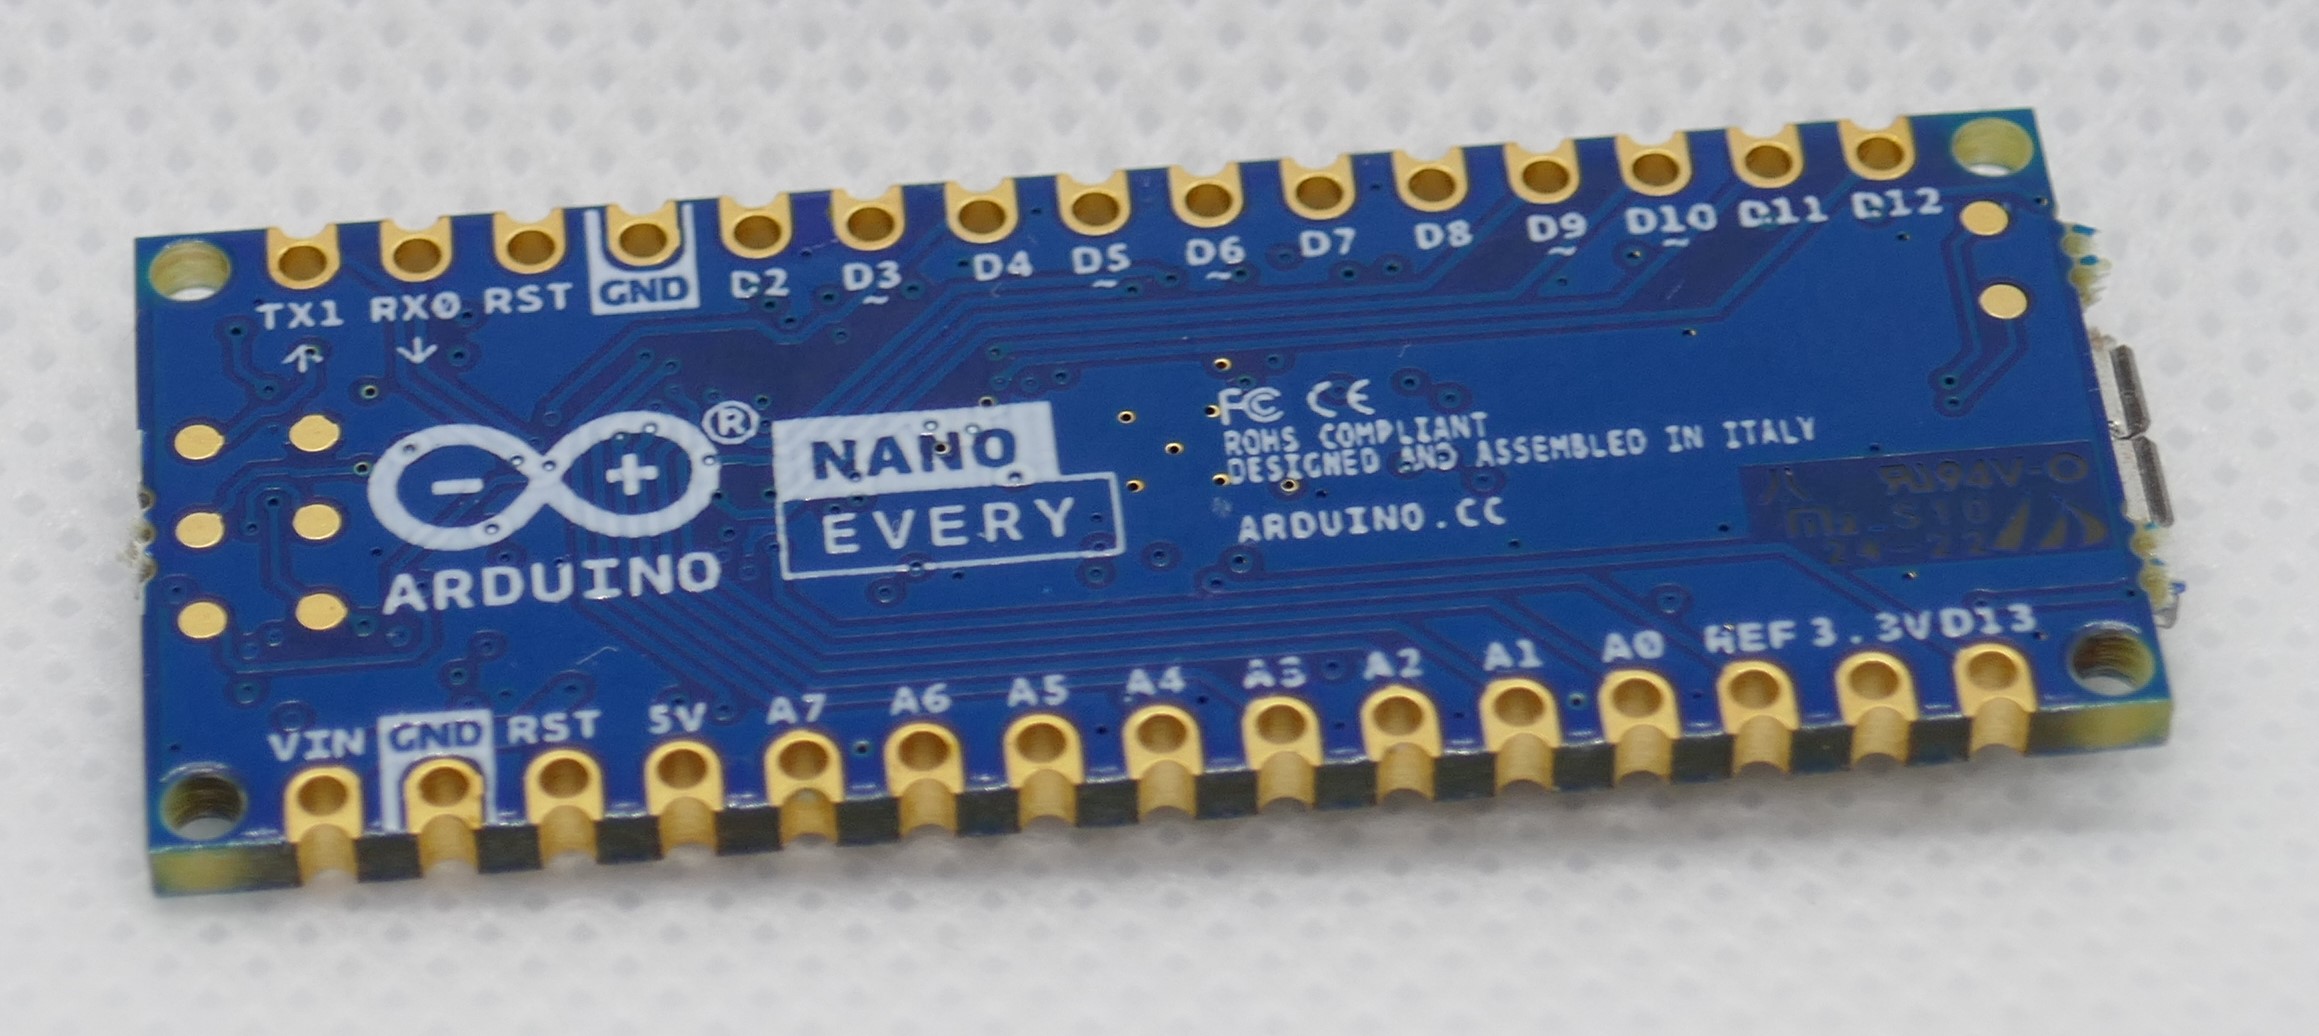 TX1 RX0 RST GND D2 D3 D4 D5 D6 D7 D8 D9 D10 D11 D12
~ ~ ~ ~ ~
↑ ↓
®
NANO
EVERY
ARDUINO
FC CE
ROHS COMPLIANT
DESIGNED AND ASSEMBLED IN ITALY
ARDUINO.CC
94V-0
VIN GND RST 5V A7 A6 A5 A4 A3 A2 A1 A0 REF 3.3V D13